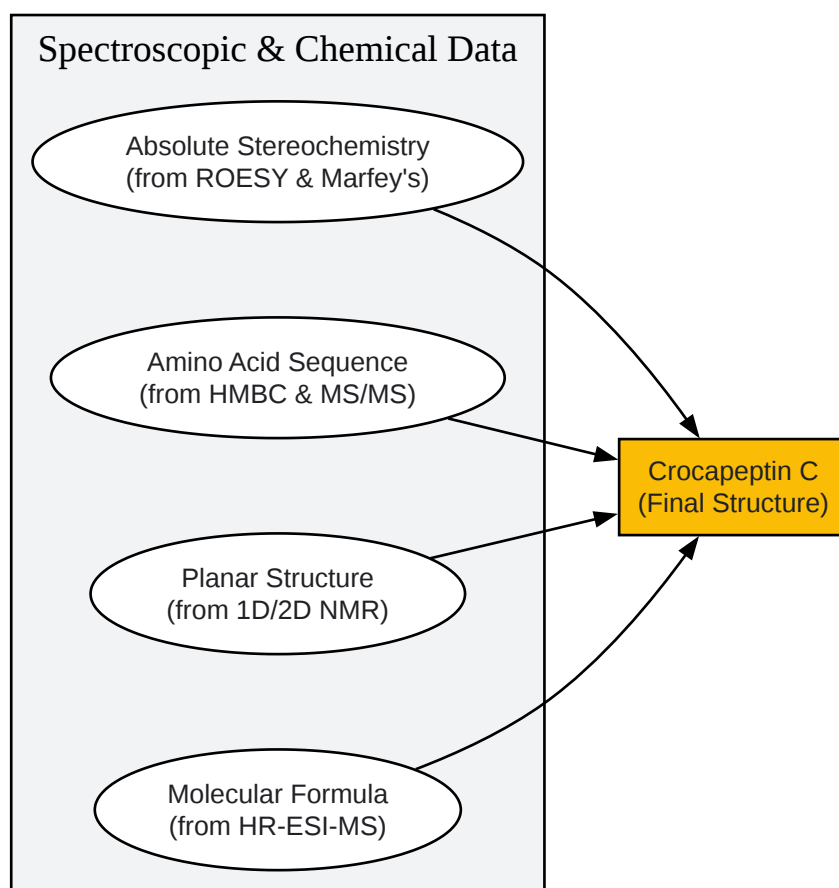 Spectroscopic & Chemical Data
Absolute Stereochemistry
(from ROESY & Marfey's)
Amino Acid Sequence
(from HMBC & MS/MS)
Crocapeptin C
(Final Structure)
Planar Structure
(from 1D/2D NMR)
Molecular Formula
(from HR-ESI-MS)